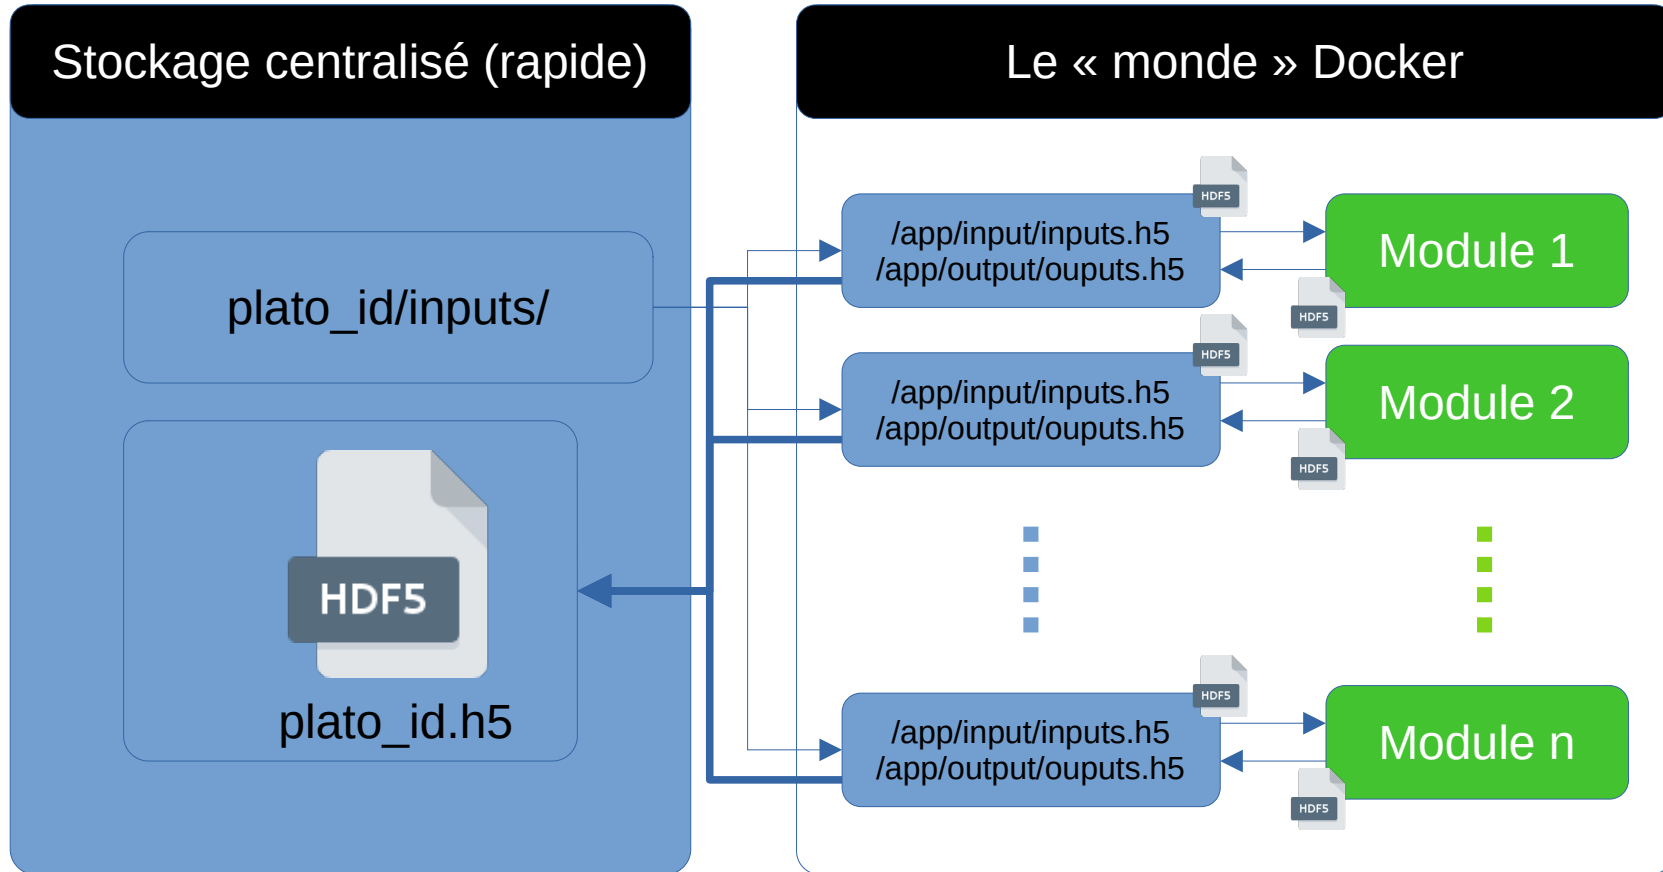 Stockage centralisé (rapide)
plato_id/inputs/
HDF5
plato_id.h5
Le « monde » Docker
HDF5
/app/input/inputs.h5
/app/output/ouputs.h5
Module 1
HDF5
HDF5
/app/input/inputs.h5
/app/output/ouputs.h5
Module 2
HDF5
HDF5
/app/input/inputs.h5
/app/output/ouputs.h5
Module n
HDF5